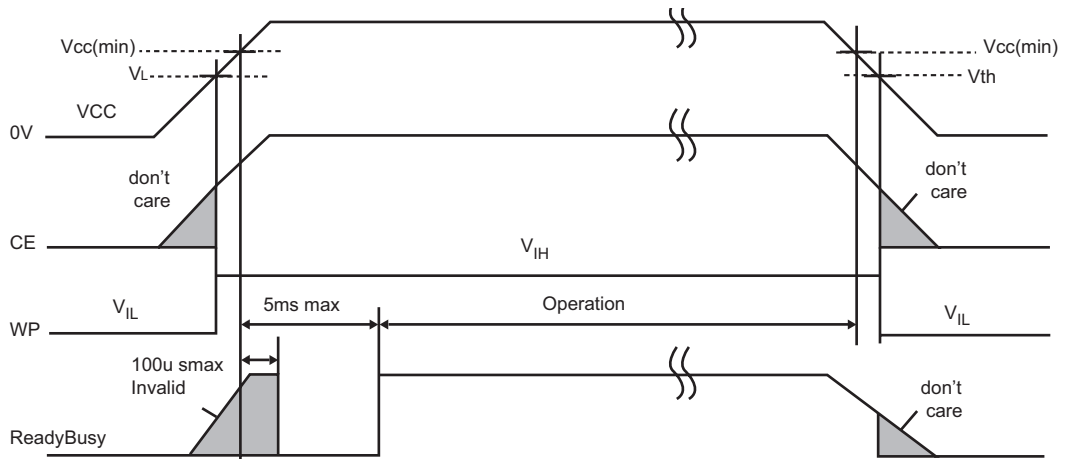 Vcc(min)
Vcc(min)
VL
Vth
VCC
0V
don't
care
don't
care
CE
VIH
VIL
5ms max
Operation
VIL
WP
100u smax
Invalid
don't
care
ReadyBusy